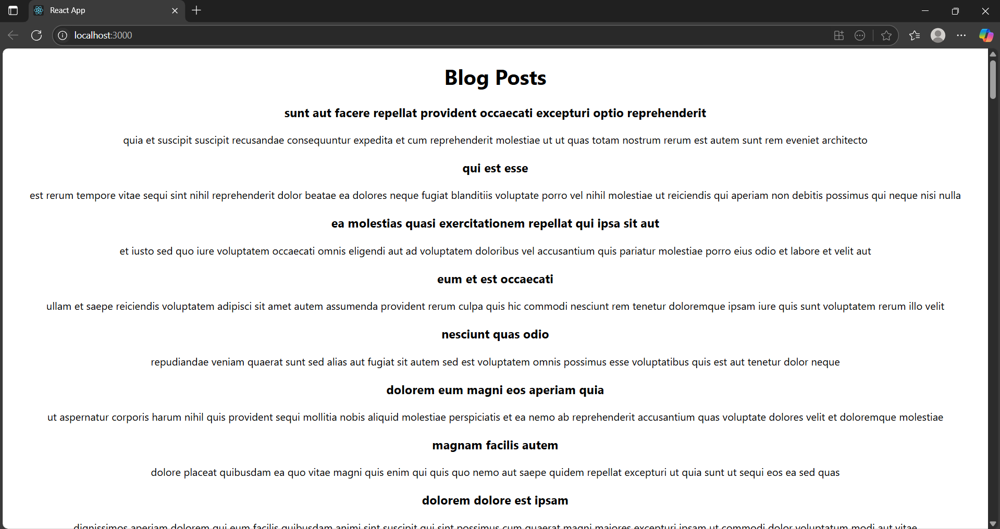 React App
localhost:3000
Blog Posts
sunt aut facere repellat provident occaecati excepturi optio reprehenderit
quia et suscipit suscipit recusandae consequuntur expedita et cum reprehenderit molestiae ut ut quas totam nostrum rerum est autem sunt rem eveniet architecto
qui est esse
est rerum tempore vitae sequi sint nihil reprehenderit dolor beatae ea dolores neque fugiat blanditiis voluptate porro vel nihil molestiae ut reiciendis qui aperiam non debitis possimus qui neque nisi nulla
ea molestias quasi exercitationem repellat qui ipsa sit aut
et iusto sed quo iure voluptatem occaecati omnis eligendi aut ad voluptatem doloribus vel accusantium quis pariatur molestiae porro eius odio et labore et velit aut
eum et est occaecati
ullam et saepe reiciendis voluptatem adipisci sit amet autem assumenda provident rerum culpa quis hic commodi nesciunt rem tenetur doloremque ipsam iure quis sunt voluptatem rerum illo velit
nesciunt quas odio
repudiandae veniam quaerat sunt sed alias aut fugiat sit autem sed est voluptatem omnis possimus esse voluptatibus quis est aut tenetur dolor neque
dolorem eum magni eos aperiam quia
ut aspernatur corporis harum nihil quis provident sequi mollitia nobis aliquid molestiae perspiciatis et ea nemo ab reprehenderit accusantium quas voluptate dolores velit et doloremque molestiae
magnam facilis autem
dolore placeat quibusdam ea quo vitae magni quis enim qui quis quo nemo aut saepe quidem repellat excepturi ut quia sunt ut sequi eos ea sed quas
dolorem dolore est ipsam
dignissimos aperiam dolorem qui eum facilis quibusdam animi sint suscipit qui sint possimus cum quaerat magni maiores excepturi ipsam ut commodi dolor voluptatum modi aut vitae